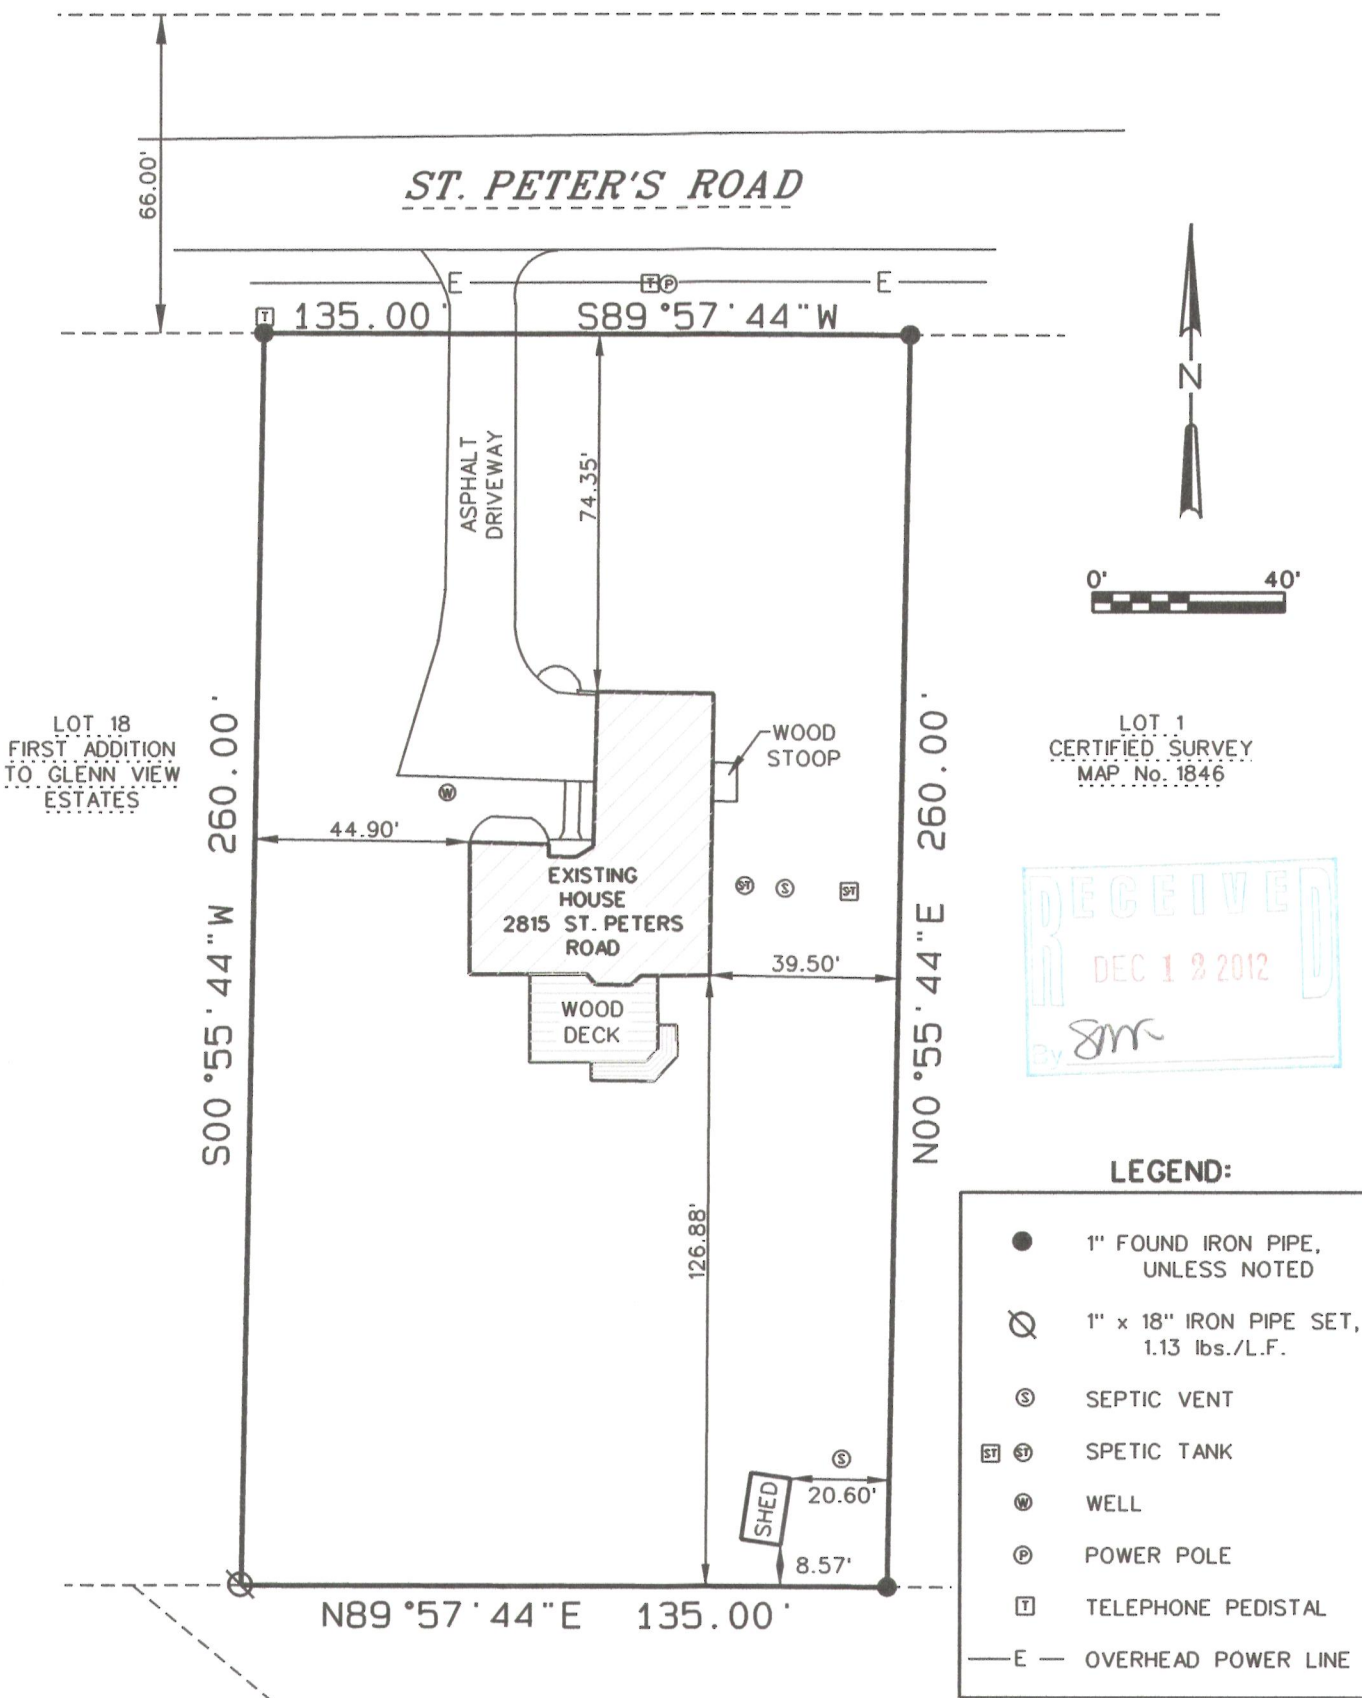 66.00'
ST. PETER'S ROAD
E
T
P
E
T
135.00'
S89°57'44"W
N
ASPHALT
DRIVEWAY
74.35'
0' 40'
LOT 18
FIRST ADDITION
TO GLENN VIEW
ESTATES
S00°55'44"W 260.00'
WOOD
STOOP
N00°55'44"E 260.00'
LOT 1
CERTIFIED SURVEY
MAP No. 1846
W
44.90'
EXISTING
HOUSE
2815 ST. PETERS
ROAD
ST
S
ST
39.50'
WOOD
DECK
RECEIVED
DEC 12 2012
By SMR
126.88'
S
SHED
20.60'
8.57'
N89°57'44"E 135.00'
LEGEND:
1" FOUND IRON PIPE,
UNLESS NOTED
1" x 18" IRON PIPE SET,
1.13 lbs./L.F.
S SEPTIC VENT
ST ST SPETIC TANK
W WELL
P POWER POLE
T TELEPHONE PEDISTAL
E OVERHEAD POWER LINE